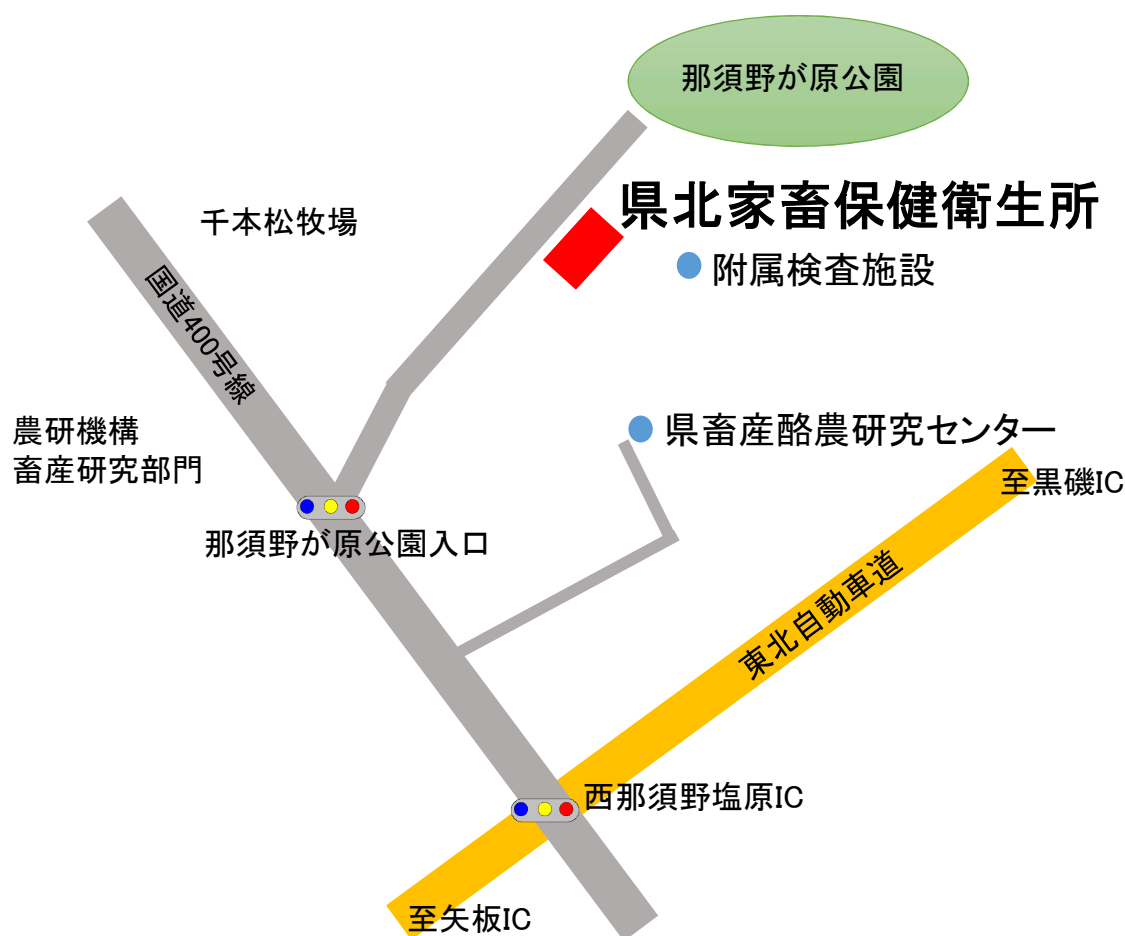 那須野が原公園
県北家畜保健衛生所
千本松牧場
附属検査施設
国道400号線
農研機構
畜産研究部門
県畜産酪農研究センター
至黒磯IC
那須野が原公園入口
東北自動車道
西那須野塩原IC
至矢板IC